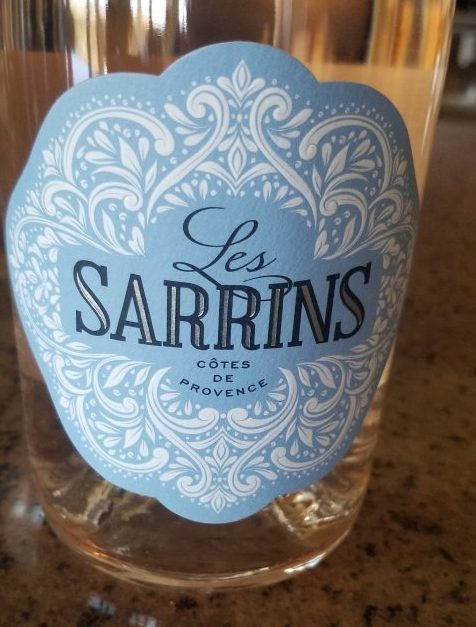 Les
SARRINS
CÔTES
DE
PROVENCE